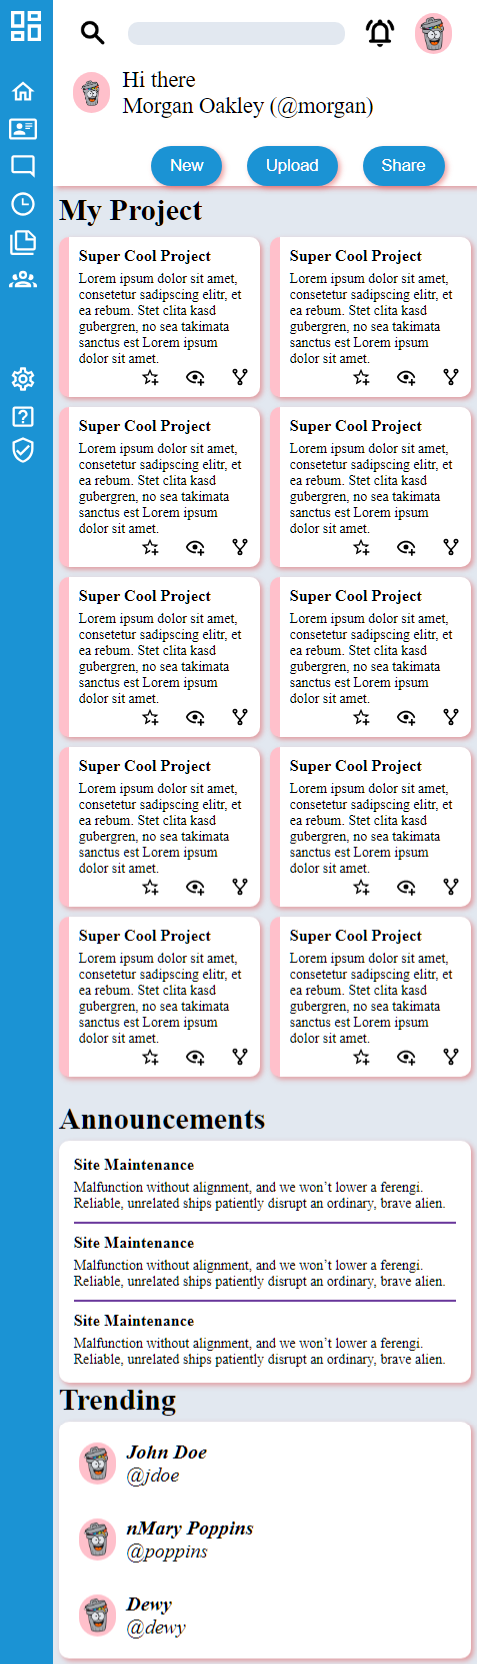 Hi there
Morgan Oakley (@morgan)
New
Upload
Share
My Project
Super Cool Project
Lorem ipsum dolor sit amet,
consetetur sadipscing elitr, et
ea rebum. Stet clita kasd
gubergren, no sea takimata
sanctus est Lorem ipsum
dolor sit amet.
Super Cool Project
Lorem ipsum dolor sit amet,
consetetur sadipscing elitr, et
ea rebum. Stet clita kasd
gubergren, no sea takimata
sanctus est Lorem ipsum
dolor sit amet.
Super Cool Project
Lorem ipsum dolor sit amet,
consetetur sadipscing elitr, et
ea rebum. Stet clita kasd
gubergren, no sea takimata
sanctus est Lorem ipsum
dolor sit amet.
Super Cool Project
Lorem ipsum dolor sit amet,
consetetur sadipscing elitr, et
ea rebum. Stet clita kasd
gubergren, no sea takimata
sanctus est Lorem ipsum
dolor sit amet.
Super Cool Project
Lorem ipsum dolor sit amet,
consetetur sadipscing elitr, et
ea rebum. Stet clita kasd
gubergren, no sea takimata
sanctus est Lorem ipsum
dolor sit amet.
Super Cool Project
Lorem ipsum dolor sit amet,
consetetur sadipscing elitr, et
ea rebum. Stet clita kasd
gubergren, no sea takimata
sanctus est Lorem ipsum
dolor sit amet.
Super Cool Project
Lorem ipsum dolor sit amet,
consetetur sadipscing elitr, et
ea rebum. Stet clita kasd
gubergren, no sea takimata
sanctus est Lorem ipsum
dolor sit amet.
Super Cool Project
Lorem ipsum dolor sit amet,
consetetur sadipscing elitr, et
ea rebum. Stet clita kasd
gubergren, no sea takimata
sanctus est Lorem ipsum
dolor sit amet.
Super Cool Project
Lorem ipsum dolor sit amet,
consetetur sadipscing elitr, et
ea rebum. Stet clita kasd
gubergren, no sea takimata
sanctus est Lorem ipsum
dolor sit amet.
Super Cool Project
Lorem ipsum dolor sit amet,
consetetur sadipscing elitr, et
ea rebum. Stet clita kasd
gubergren, no sea takimata
sanctus est Lorem ipsum
dolor sit amet.
Announcements
Site Maintenance
Malfunction without alignment, and we won’t lower a ferengi.
Reliable, unrelated ships patiently disrupt an ordinary, brave alien.
Site Maintenance
Malfunction without alignment, and we won’t lower a ferengi.
Reliable, unrelated ships patiently disrupt an ordinary, brave alien.
Site Maintenance
Malfunction without alignment, and we won’t lower a ferengi.
Reliable, unrelated ships patiently disrupt an ordinary, brave alien.
Trending
John Doe
@jdoe
nMary Poppins
@poppins
Dewy
@dewy